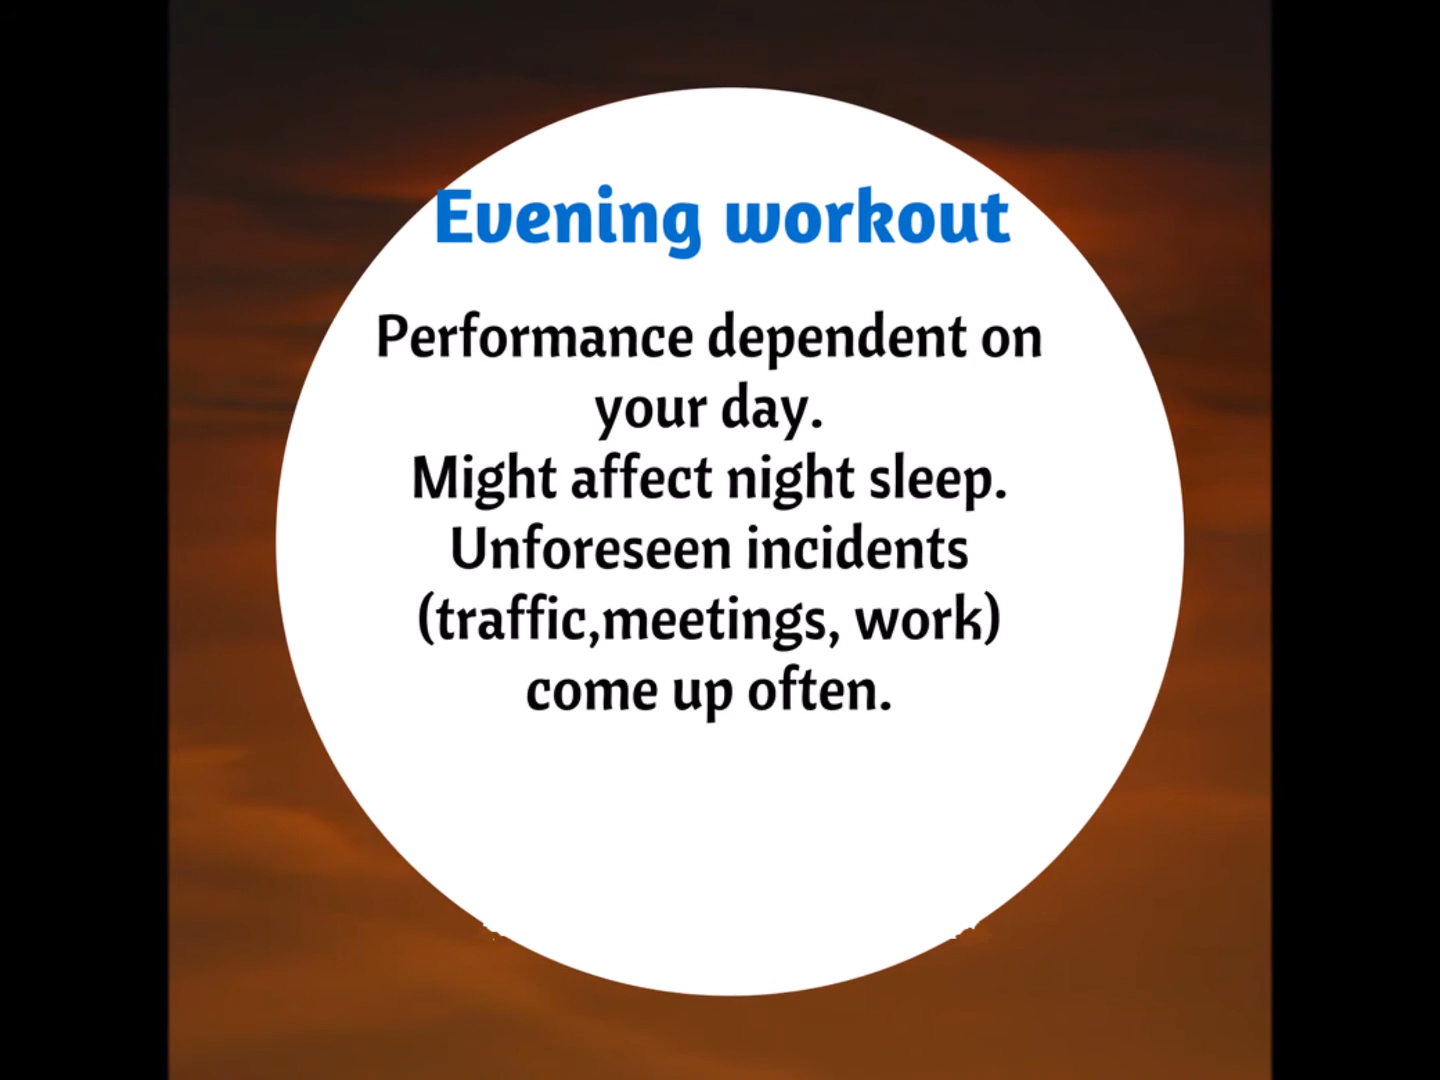 Evening workout
Performance dependent on
your day.
Might affect night sleep.
Unforeseen incidents
(traffic,meetings, work)
come up often.